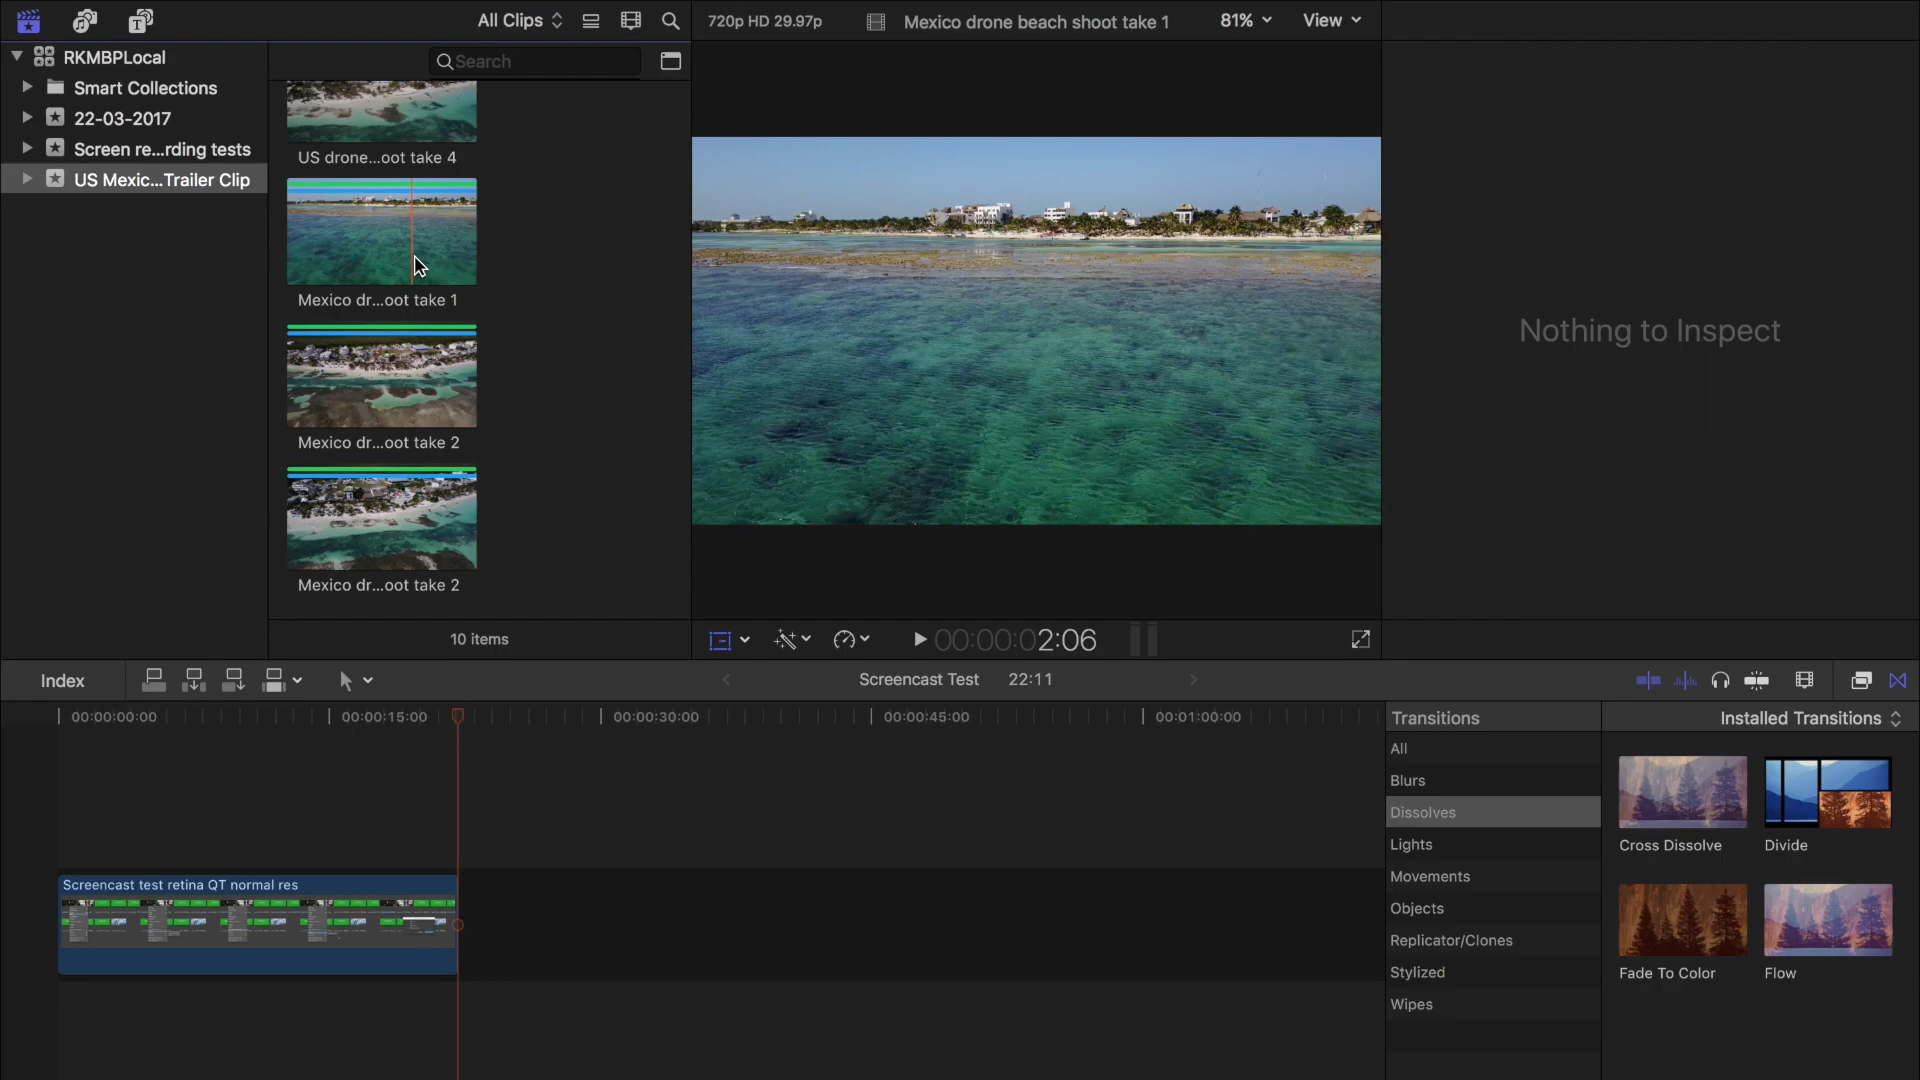 All Clips
720p HD 29.97p
Mexico drone beach shoot take 1
81%
View
RKMBPLocal
Smart Collections
22-03-2017
Screen re...rding tests
US Mexic...Trailer Clip
Search
US drone...oot take 4
Mexico dr...oot take 1
Mexico dr...oot take 2
Mexico dr...oot take 2
10 items
00:00:02:06
Nothing to Inspect
Index
Screencast Test
22:11
00:00:00:00
00:00:15:00
00:00:30:00
00:00:45:00
00:01:00:00
Screencast test retina QT normal res
Transitions
All
Blurs
Dissolves
Lights
Movements
Objects
Replicator/Clones
Stylized
Wipes
Installed Transitions
Cross Dissolve
Divide
Fade To Color
Flow